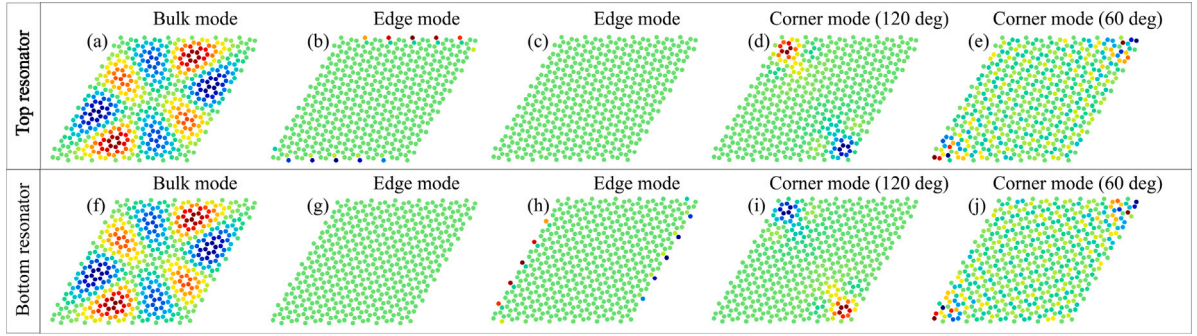 Bulk mode Edge mode Edge mode Corner mode (120 deg) Corner mode (60 deg)
(a) (b) (c) (d) (e)
Top resonator
Bulk mode Edge mode Edge mode Corner mode (120 deg) Corner mode (60 deg)
(f) (g) (h) (i) (j)
Bottom resonator